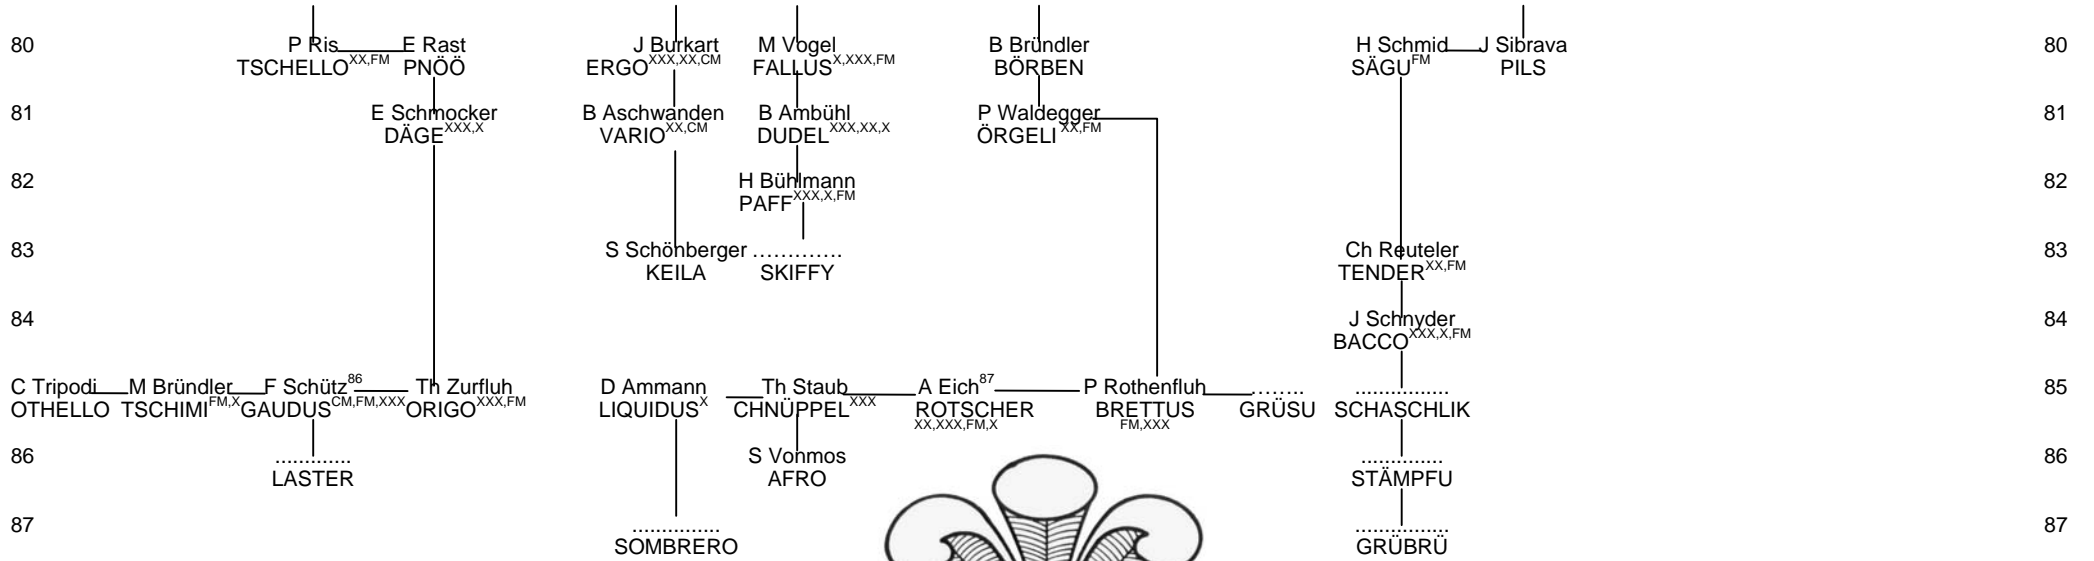 80 P Ris E Rast J Burkart M Vogel B Bründler H Schmid J Sibrava 80
TSCHELLO XX,FM PNÖÖ ERGO XXX,XX,CM FALLUS X,XXX,FM BÖRBEN SÄGU FM PILS
81 E Schmocker B Aschwanden B Ambühl P Waldegger 81
DÄGE XXX,X VARIO XX,CM DUDEL XXX,XX,X ÖRGELI XX,FM
82 H Bühlmann 82
PAFF XXX,X,FM
83 S Schönberger ............. Ch Reuteler 83
KEILA SKIFFY TENDER XX,FM
84 J Schnyder 84
BACCO XXX,X,FM
85 C Tripodi M Bründler F Schütz 86 Th Zurfluh D Ammann Th Staub A Eich 87 P Rothenfluh ........ ................ 85
OTHELLO TSCHIMI FM,X GAUDUS CM,FM,XXX ORIGO XXX,FM LIQUIDUS X CHNÜPPEL XXX ROTSCHER BRETTUS GRÜSU SCHASCHLIK
XX,XXX,FM,X FM,XXX
86 ............. S Vonmos .............. 86
LASTER AFRO STÄMPFU
87 ............... ................ 87
SOMBRERO GRÜBRÜ